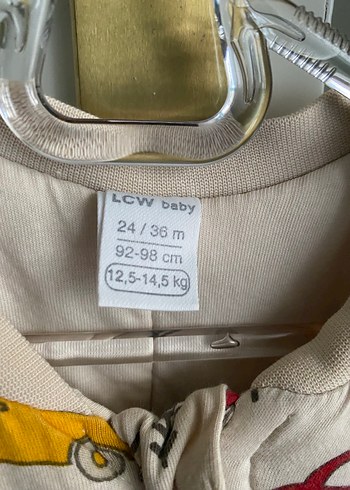 LCW baby
24 / 36 m
92-98 cm
12,5-14,5 kg